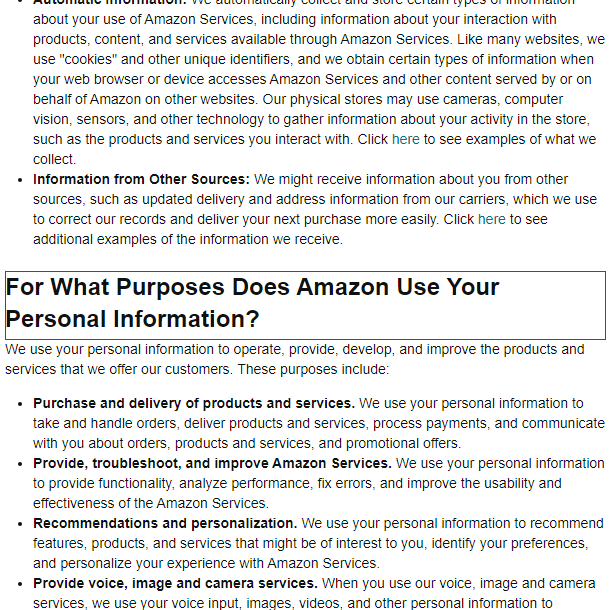 Automatic Information: We automatically collect and store certain types of information
about your use of Amazon Services, including information about your interaction with
products, content, and services available through Amazon Services. Like many websites, we
use "cookies" and other unique identifiers, and we obtain certain types of information when
your web browser or device accesses Amazon Services and other content served by or on
behalf of Amazon on other websites. Our physical stores may use cameras, computer
vision, sensors, and other technology to gather information about your activity in the store,
such as the products and services you interact with. Click here to see examples of what we
collect.
• Information from Other Sources: We might receive information about you from other
sources, such as updated delivery and address information from our carriers, which we use
to correct our records and deliver your next purchase more easily. Click here to see
additional examples of the information we receive.
For What Purposes Does Amazon Use Your
Personal Information?
We use your personal information to operate, provide, develop, and improve the products and
services that we offer our customers. These purposes include:
• Purchase and delivery of products and services. We use your personal information to
take and handle orders, deliver products and services, process payments, and communicate
with you about orders, products and services, and promotional offers.
• Provide, troubleshoot, and improve Amazon Services. We use your personal information
to provide functionality, analyze performance, fix errors, and improve the usability and
effectiveness of the Amazon Services.
• Recommendations and personalization. We use your personal information to recommend
features, products, and services that might be of interest to you, identify your preferences,
and personalize your experience with Amazon Services.
• Provide voice, image and camera services. When you use our voice, image and camera
services, we use your voice input, images, videos, and other personal information to